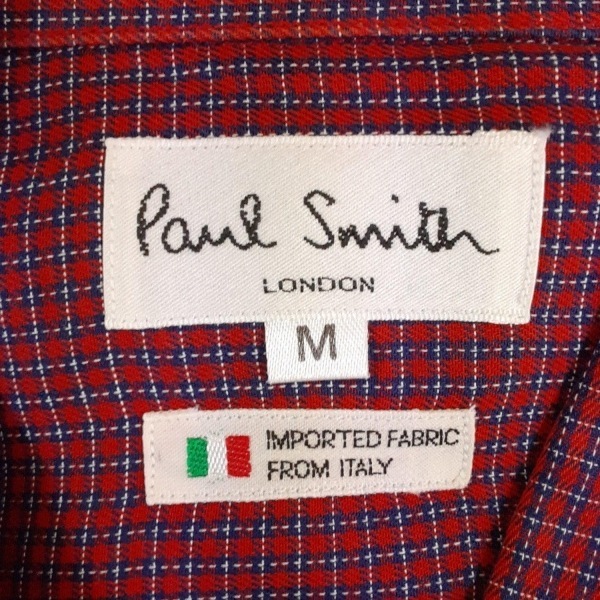 Paul Smith
LONDON
M
IMPORTED FABRIC
FROM ITALY